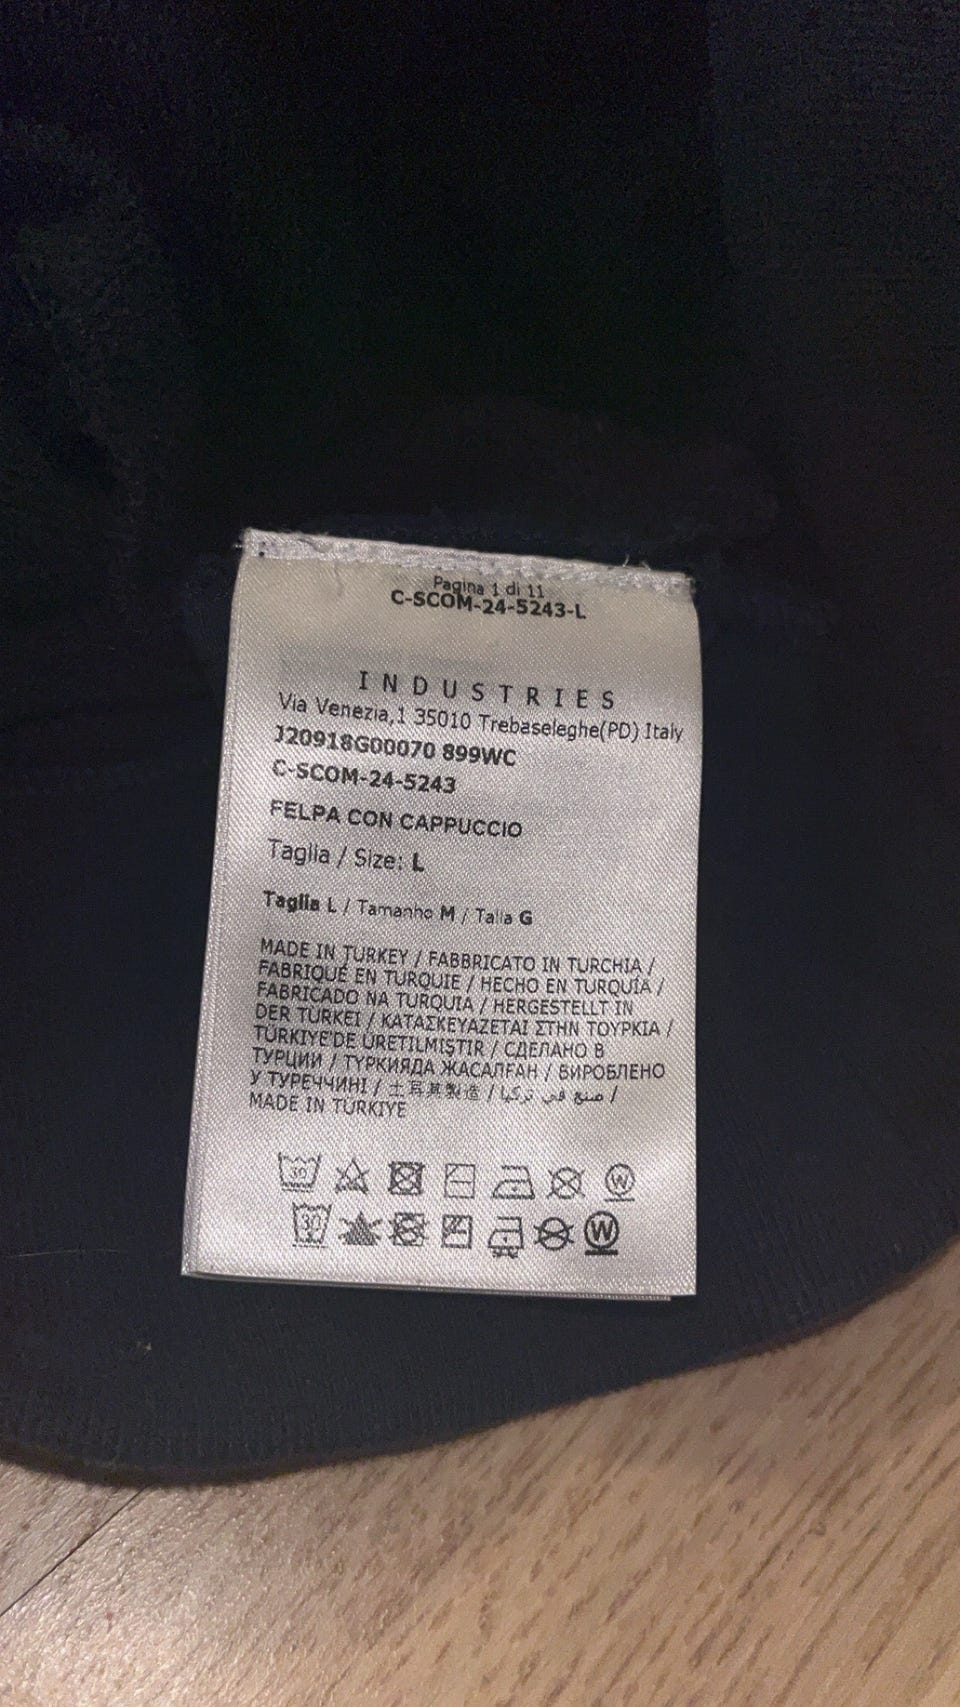 Pagina 1 di 11
C-SCOM-24-5243-L
INDUSTRIES
Via Venezia,1 35010 Trebaseleghe(PD) Italy
J20918G00070 899WC
C-SCOM-24-5243
FELPA CON CAPPUCCIO
Taglia / Size: L
Taglia L / Tamanho M / Talla G
MADE IN TURKEY / FABBRICATO IN TURCHIA /
FABRIQUÉ EN TURQUIE / HECHO EN TURQUÍA /
FABRICADO NA TURQUIA / HERGESTELLT IN
DER TÜRKEI / ΚΑΤΑΣΚΕΥΑΖΕΤΑΙ ΣΤΗΝ ΤΟΥΡΚΙΑ /
TÜRKIYE'DE ÜRETILMIŞTIR / СДЕЛАНО В
ТУРЦИИ / ТҮРКИЯДА ЖАСАЛҒАН / ВИРОБЛЕНО
У ТУРЕЧЧИНІ / 土耳其製造 / صنع في تركيا /
MADE IN TÜRKIYE
30 W
30 W